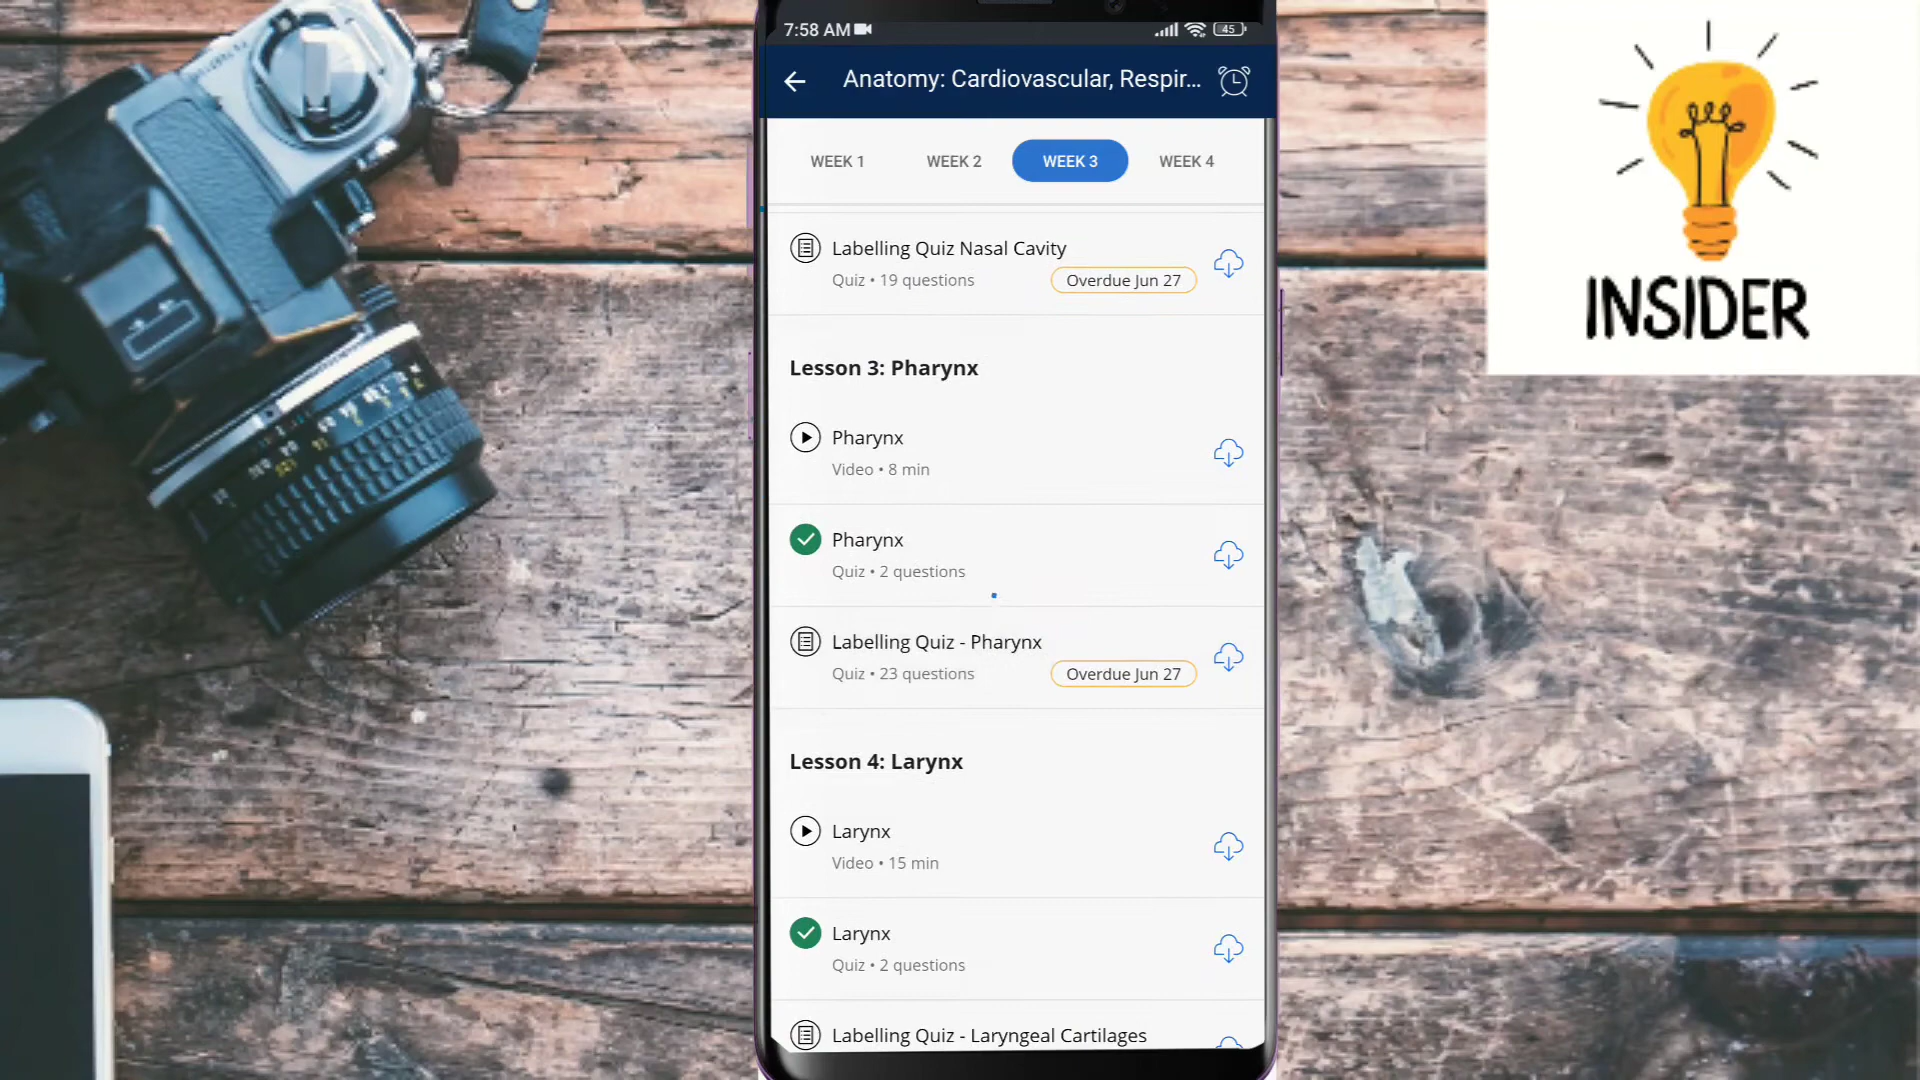 7:58 AM
45
Anatomy: Cardiovascular, Respir...
WEEK 1
WEEK 2
WEEK 3
WEEK 4
Labelling Quiz Nasal Cavity
Quiz • 19 questions
Overdue Jun 27
Lesson 3: Pharynx
Pharynx
Video • 8 min
Pharynx
Quiz • 2 questions
Labelling Quiz - Pharynx
Quiz • 23 questions
Overdue Jun 27
Lesson 4: Larynx
Larynx
Video • 15 min
Larynx
Quiz • 2 questions
Labelling Quiz - Laryngeal Cartilages
INSIDER